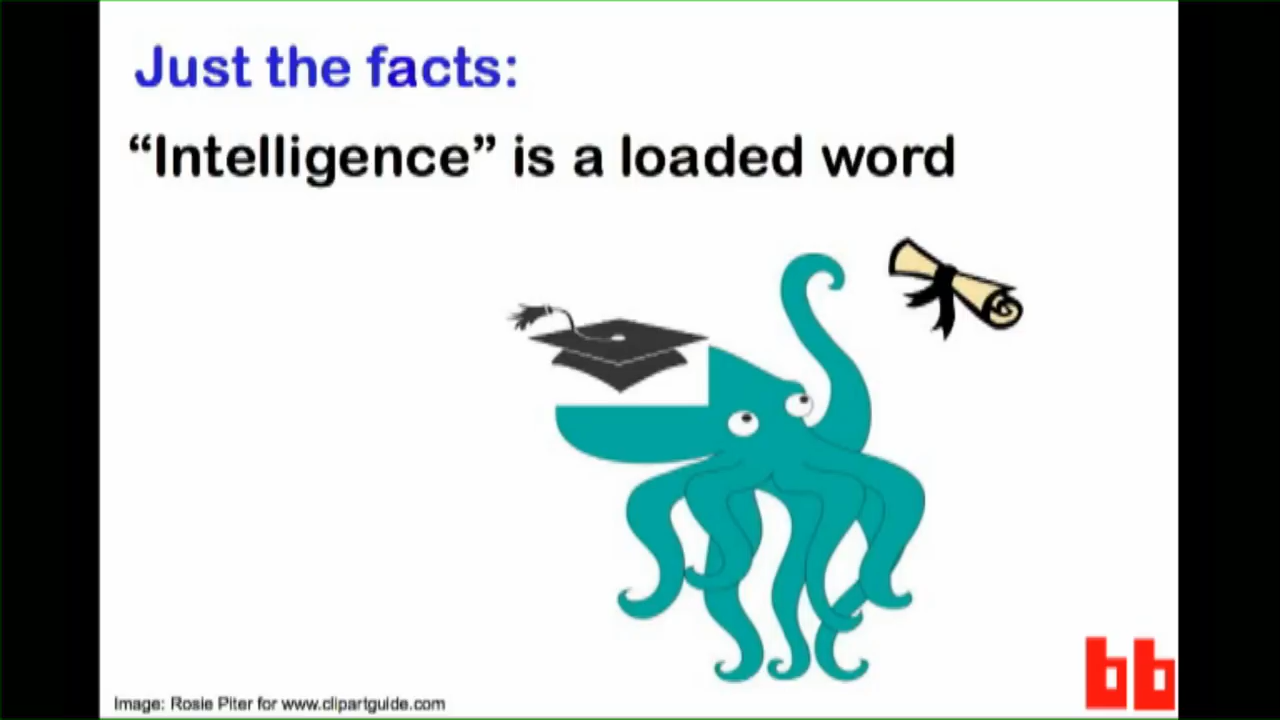 Just the facts:
“Intelligence” is a loaded word
Image: Rosie Piter for www.clipartguide.com
bb